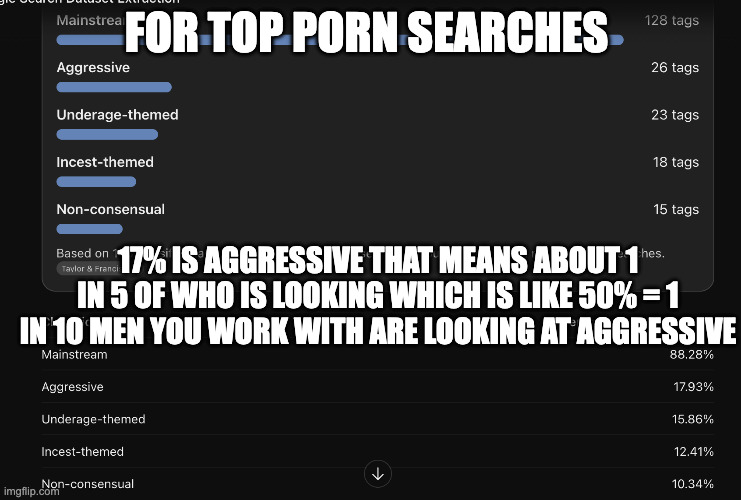 Search Dataset Extraction
Mainstream 128 tags
FOR TOP PORN SEARCHES
Aggressive 26 tags
Underage-themed 23 tags
Incest-themed 18 tags
Non-consensual 15 tags
Based on
17% IS AGGRESSIVE THAT MEANS ABOUT 1
Taylor & Franci
IN 5 OF WHO IS LOOKING WHICH IS LIKE 50% = 1
IN 10 MEN YOU WORK WITH ARE LOOKING AT AGGRESSIVE
Mainstream 88.28%
Aggressive 17.93%
Underage-themed 15.86%
Incest-themed 12.41%
Non-consensual 10.34%
imgflip.com